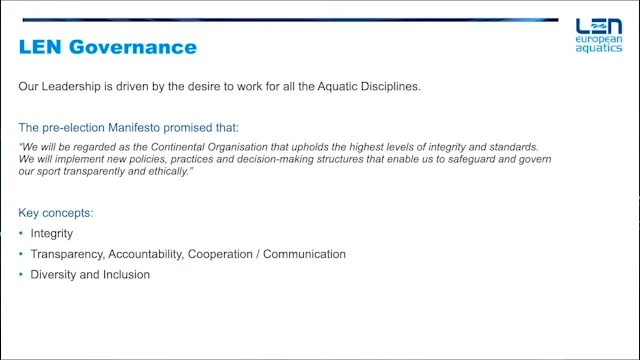 LEN Governance
LEN
european
aquatics
Our Leadership is driven by the desire to work for all the Aquatic Disciplines.
The pre-election Manifesto promised that:
“We will be regarded as the Continental Organisation that upholds the highest levels of integrity and standards.
We will implement new policies, practices and decision-making structures that enable us to safeguard and govern
our sport transparently and ethically.”
Key concepts:
• Integrity
• Transparency, Accountability, Cooperation / Communication
• Diversity and Inclusion